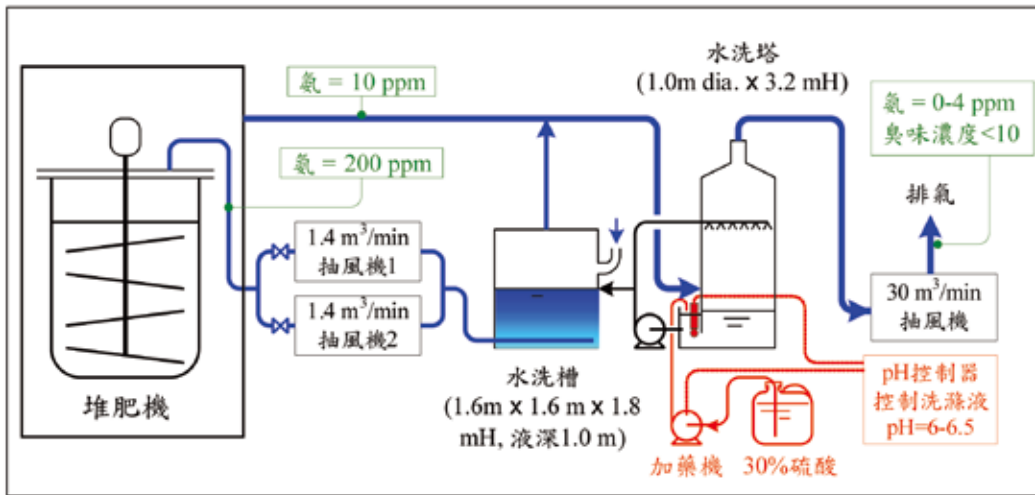 氨 = 10 ppm
氨 = 200 ppm
堆肥機
1.4 m³/min
抽風機1
1.4 m³/min
抽風機2
水洗槽
(1.6m x 1.6 m x 1.8
mH, 液深1.0 m)
水洗塔
(1.0m dia. x 3.2 mH)
氨 = 0-4 ppm
臭味濃度<10
排氣
30 m³/min
抽風機
pH控制器
控制洗滌液
pH=6-6.5
加藥機
30%硫酸